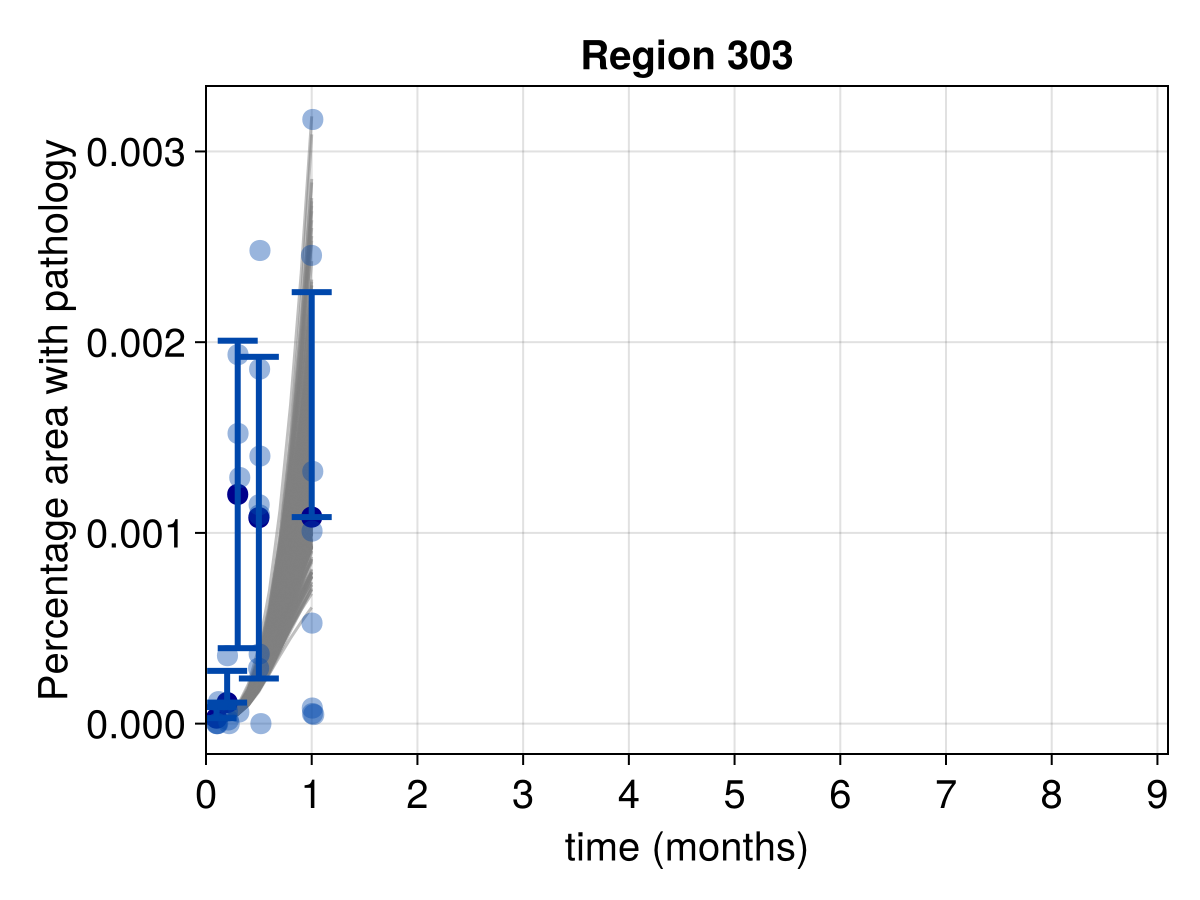 Region 303
Percentage area with pathology
0.003
0.002
0.001
0.000
0 1 2 3 4 5 6 7 8 9
time (months)